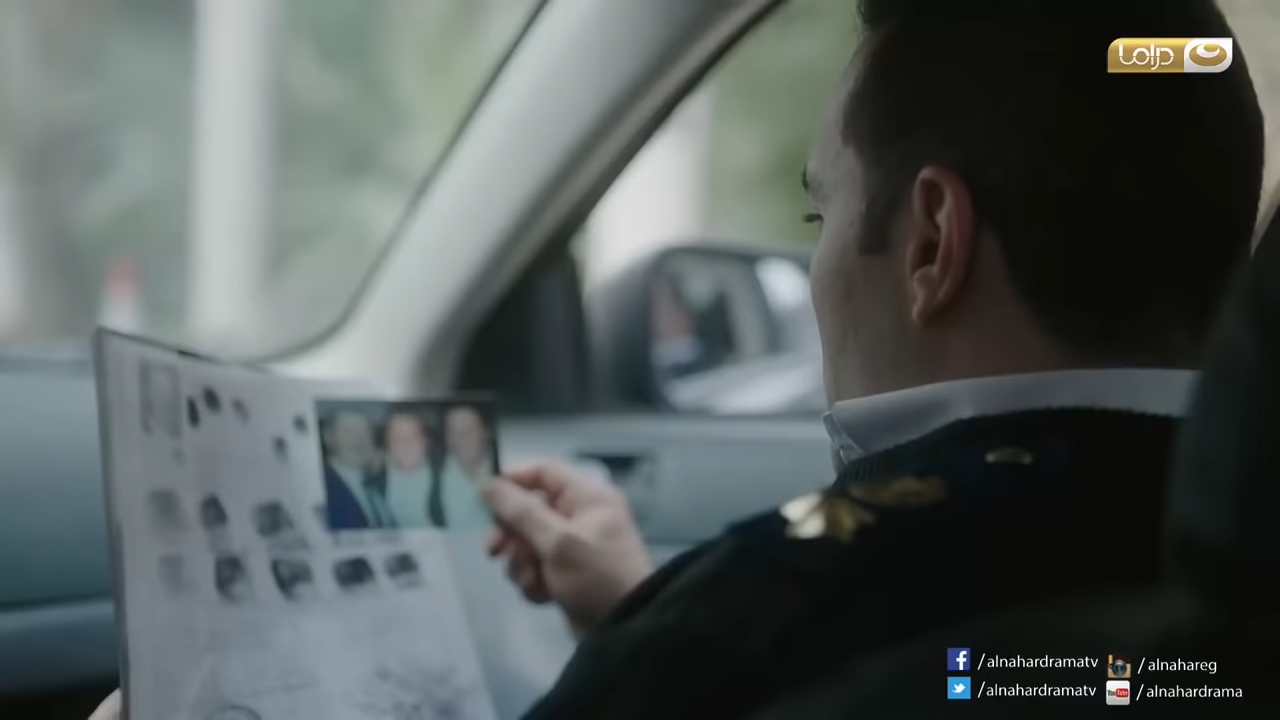 دراما
/alnahardramatv
/alnahareg
/alnahardramatv
/alnahardrama